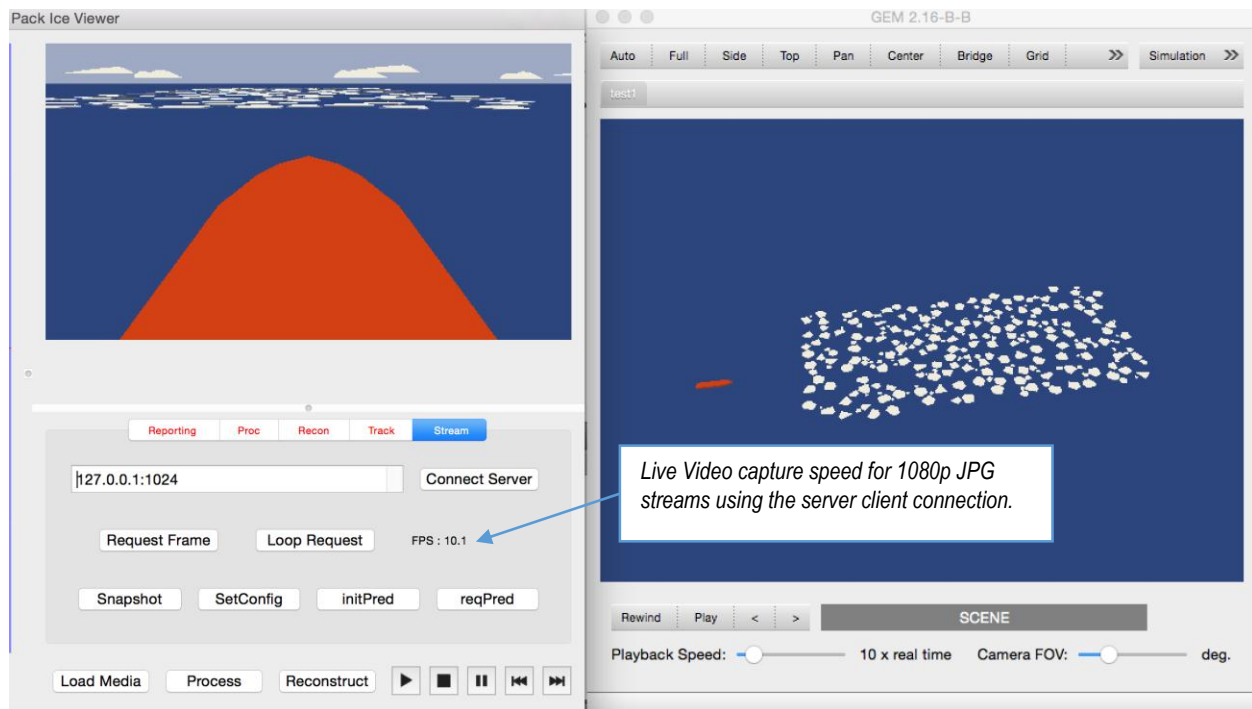 Pack Ice Viewer
GEM 2.16-B-B
Auto Full Side Top Pan Center Bridge Grid >> Simulation >>
test1
Reporting Proc Recon Track Stream
127.0.0.1:1024 Connect Server
Request Frame Loop Request FPS : 10.1
Snapshot SetConfig initPred reqPred
Load Media Process Reconstruct
Live Video capture speed for 1080p JPG
streams using the server client connection.
Rewind Play < > SCENE
Playback Speed: 10 x real time Camera FOV: deg.